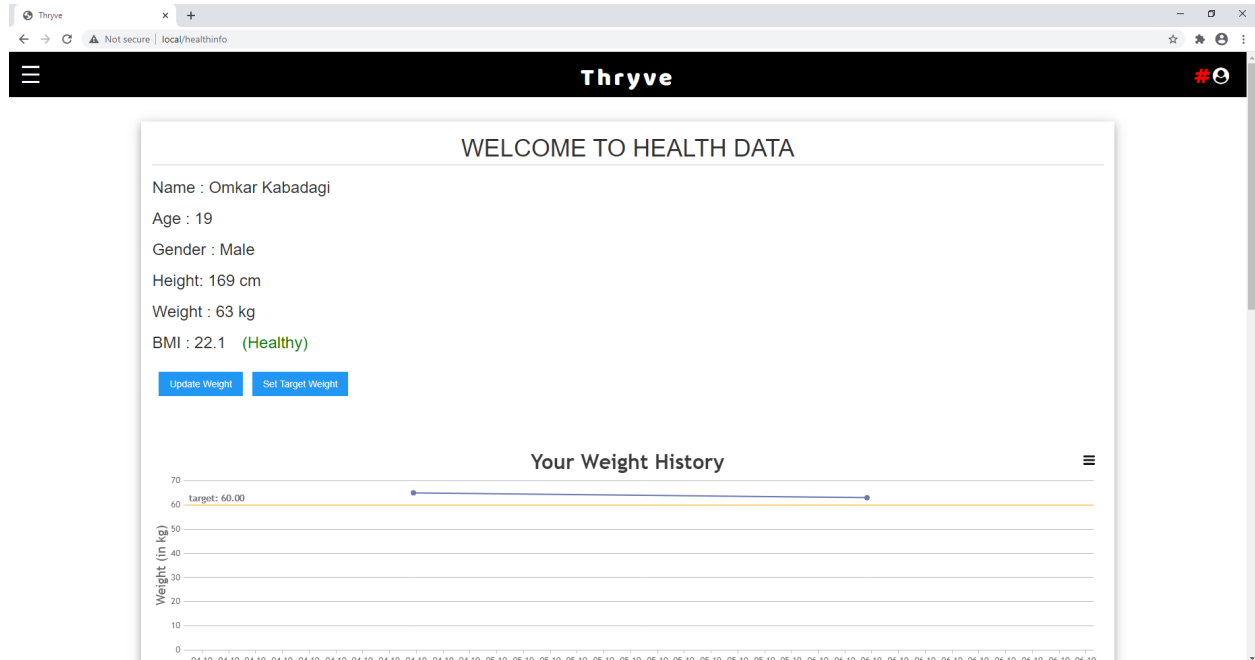 Thryve
Not secure | local/healthinfo
Thryve
#
WELCOME TO HEALTH DATA
Name : Omkar Kabadagi
Age : 19
Gender : Male
Height: 169 cm
Weight : 63 kg
BMI : 22.1 (Healthy)
Update Weight Set Target Weight
Your Weight History
Weight (in kg)
70
target: 60.00
60
50
40
30
20
10
0